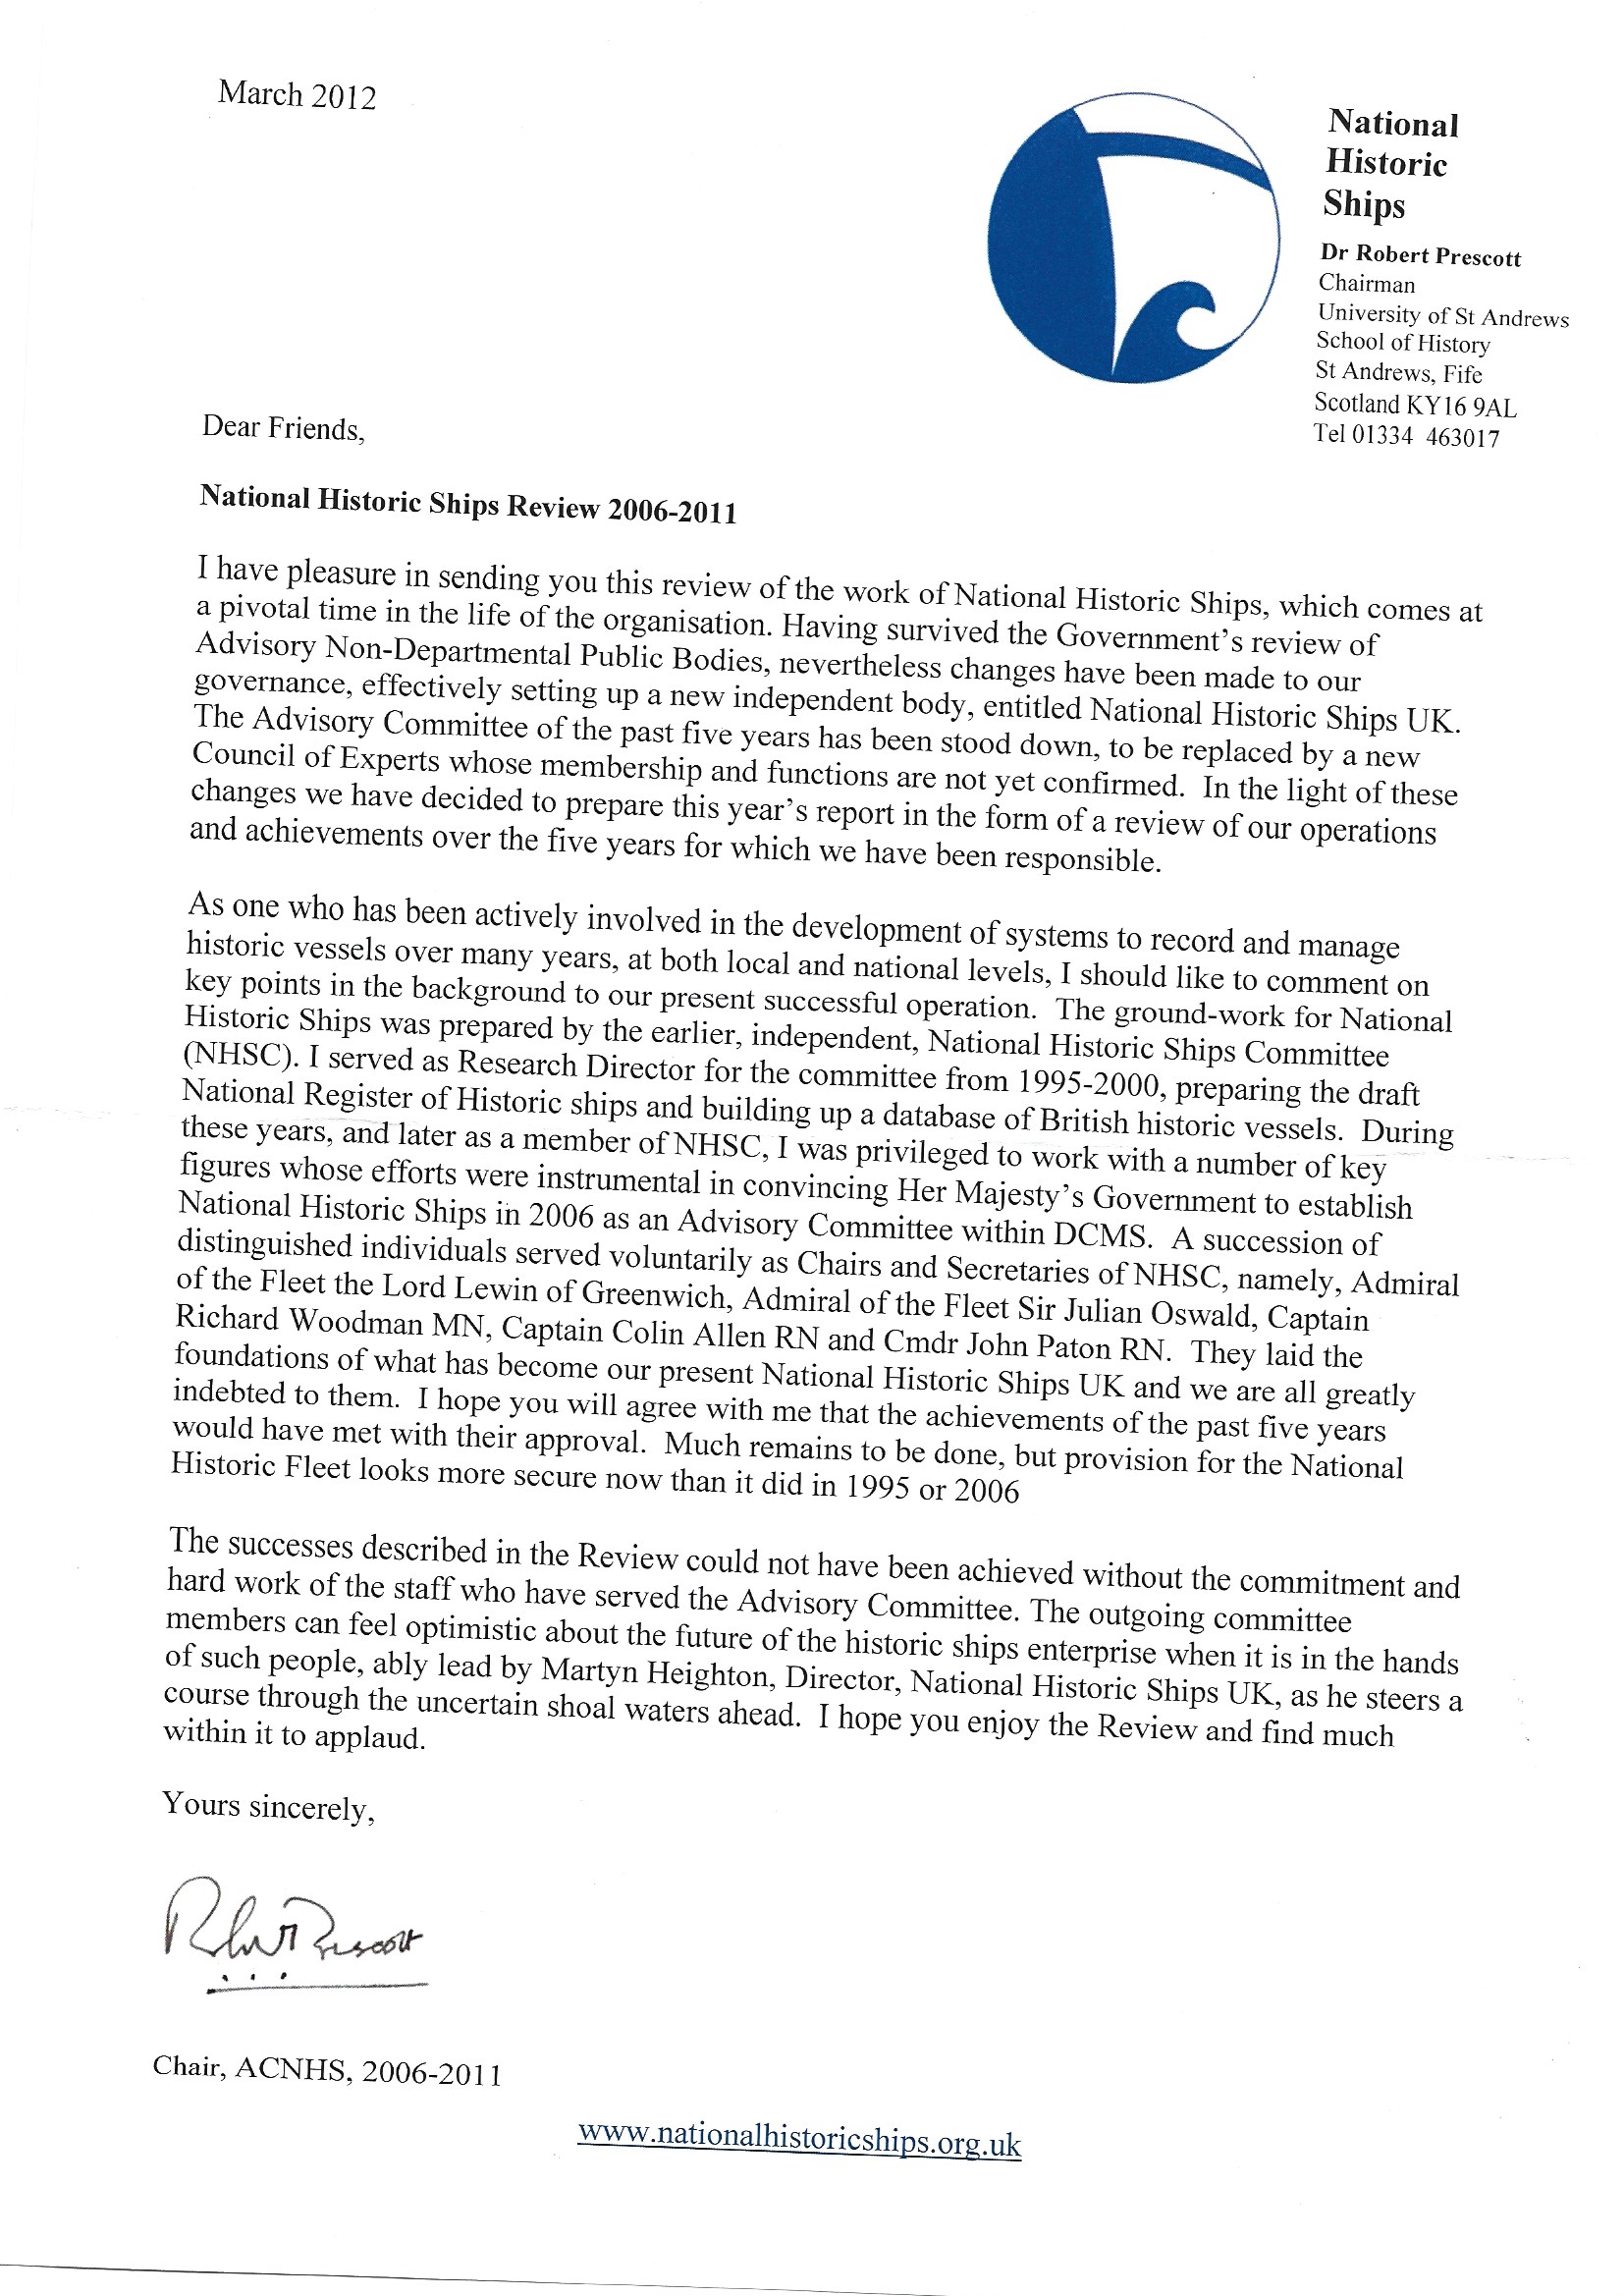 March 2012
National
Historic
Ships
Dr Robert Prescott
Chairman
University of St Andrews
School of History
St Andrews, Fife
Scotland KY16 9AL
Tel 01334  463017
Dear Friends,
National Historic Ships Review 2006-2011
I have pleasure in sending you this review of the work of National Historic Ships, which comes at
a pivotal time in the life of the organisation. Having survived the Government's review of
Advisory Non-Departmental Public Bodies, nevertheless changes have been made to our
governance, effectively setting up a new independent body, entitled National Historic Ships UK.
The Advisory Committee of the past five years has been stood down, to be replaced by a new
Council of Experts whose membership and functions are not yet confirmed.  In the light of these
changes we have decided to prepare this year's report in the form of a review of our operations
and achievements over the five years for which we have been responsible.
As one who has been actively involved in the development of systems to record and manage
historic vessels over many years, at both local and national levels, I should like to comment on
key points in the background to our present successful operation.  The ground-work for National
Historic Ships was prepared by the earlier, independent, National Historic Ships Committee
(NHSC). I served as Research Director for the committee from 1995-2000, preparing the draft
National Register of Historic ships and building up a database of British historic vessels.  During
these years, and later as a member of NHSC, I was privileged to work with a number of key
figures whose efforts were instrumental in convincing Her Majesty's Government to establish
National Historic Ships in 2006 as an Advisory Committee within DCMS.  A succession of
distinguished individuals served voluntarily as Chairs and Secretaries of NHSC, namely, Admiral
of the Fleet the Lord Lewin of Greenwich, Admiral of the Fleet Sir Julian Oswald, Captain
Richard Woodman MN, Captain Colin Allen RN and Cmdr John Paton RN.  They laid the
foundations of what has become our present National Historic Ships UK and we are all greatly
indebted to them.  I hope you will agree with me that the achievements of the past five years
would have met with their approval.  Much remains to be done, but provision for the National
Historic Fleet looks more secure now than it did in 1995 or 2006
The successes described in the Review could not have been achieved without the commitment and
hard work of the staff who have served the Advisory Committee. The outgoing committee
members can feel optimistic about the future of the historic ships enterprise when it is in the hands
of such people, ably lead by Martyn Heighton, Director, National Historic Ships UK, as he steers a
course through the uncertain shoal waters ahead.  I hope you enjoy the Review and find much
within it to applaud.
Yours sincerely,
Robert Prescott
Chair, ACNHS, 2006-2011
www.nationalhistoricships.org.uk